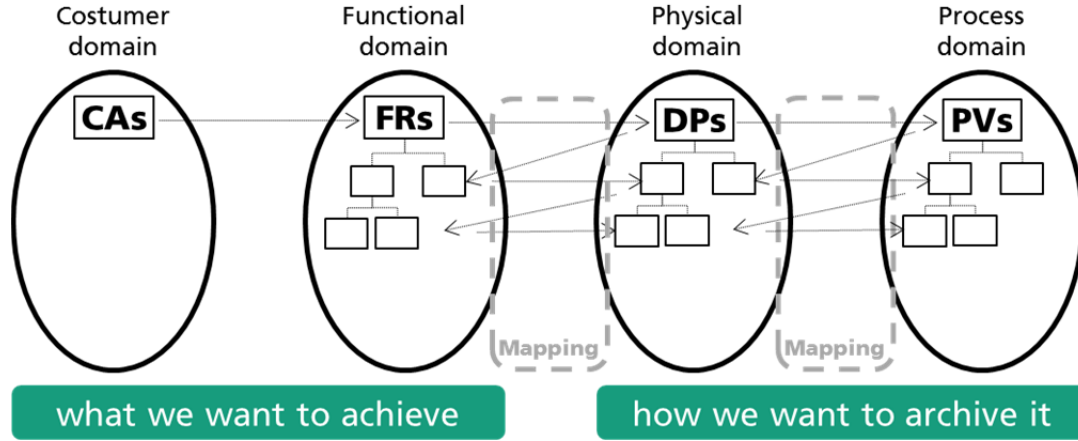 Costumer domain
Functional domain
Physical domain
Process domain
CAs
FRs
DPs
PVs
Mapping
Mapping
what we want to achieve
how we want to archive it